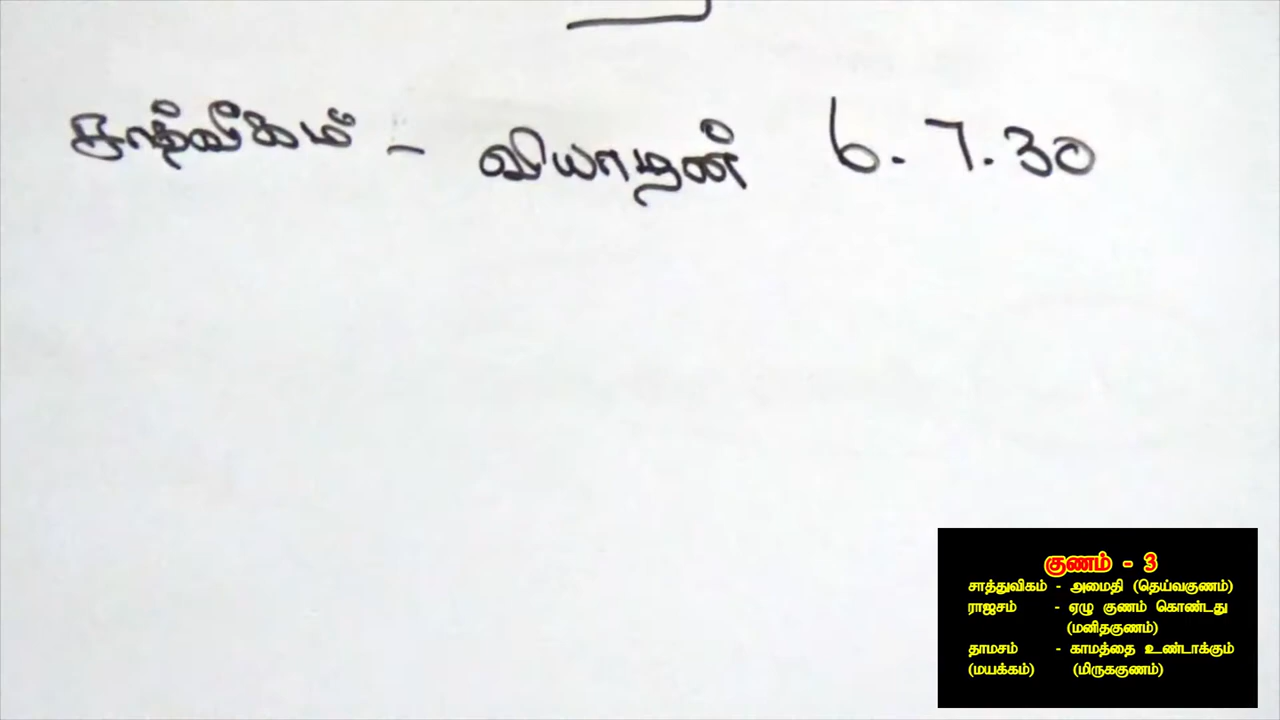 சாத்வீகம் - வியாழன் 6.7.30
குணம் - 3
சாத்துவிகம் - அமைதி (தெய்வகுணம்)
ராஜசம் - ஏழு குணம் கொண்டது
(மனிதகுணம்)
தாமசம் - காமத்தை உண்டாக்கும்
(மயக்கம்) (மிருககுணம்)